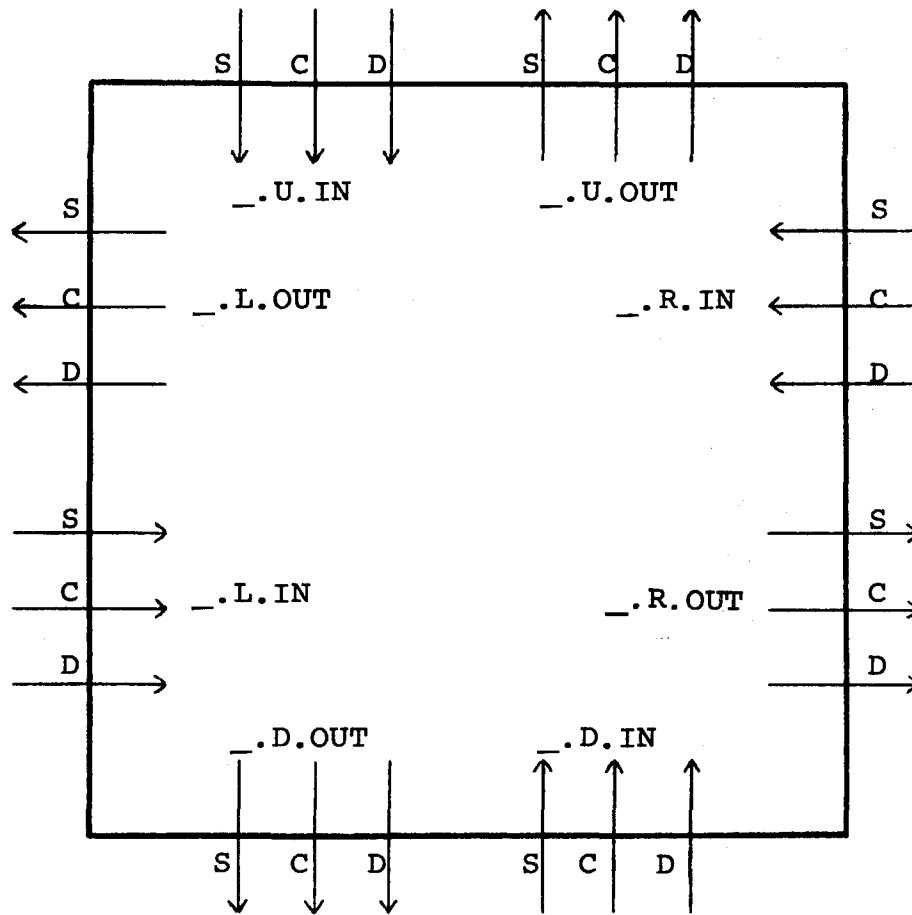 S C D S C D
_.U.IN _.U.OUT
S S
C _.L.OUT _.R.IN C
D D
S S
C _.L.IN _.R.OUT C
D D
_.D.OUT _.D.IN
S C D S C D